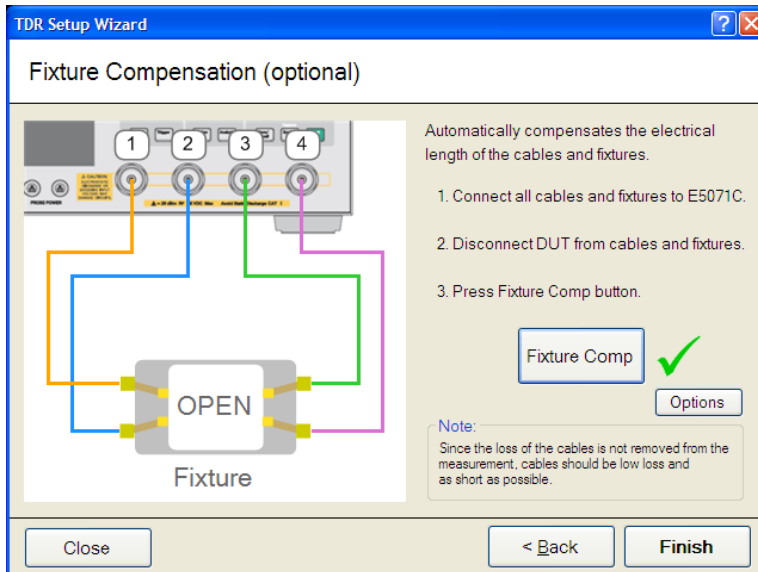 TDR Setup Wizard
Fixture Compensation (optional)
1 2 3 4
PROBE POWER
Automatically compensates the electrical
length of the cables and fixtures.
1. Connect all cables and fixtures to E5071C.
2. Disconnect DUT from cables and fixtures.
3. Press Fixture Comp button.
Fixture Comp
Options
OPEN
Fixture
Note:
Since the loss of the cables is not removed from the
measurement, cables should be low loss and
as short as possible.
Close
< Back
Finish